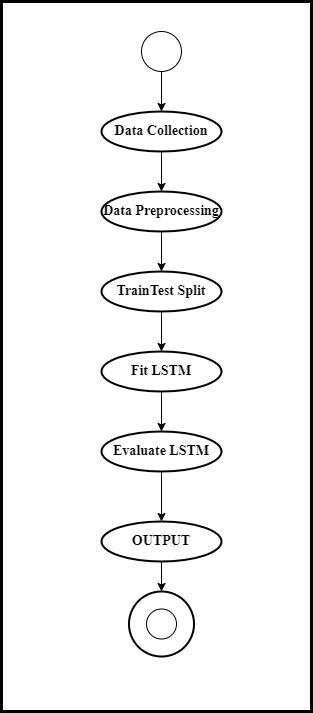 Data Collection
Data Preprocessing
TrainTest Split
Fit LSTM
Evaluate LSTM
OUTPUT